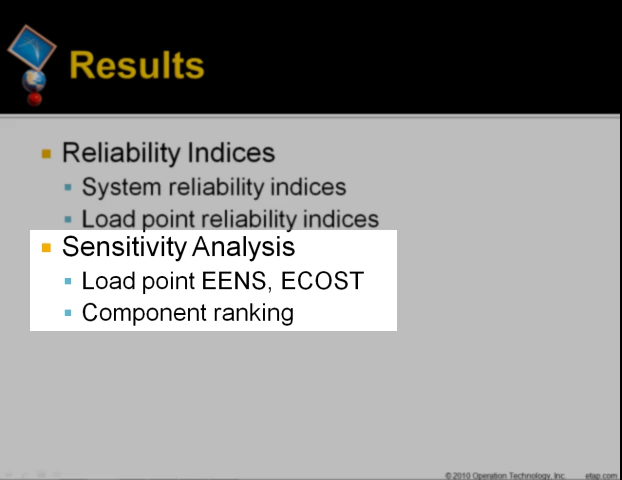 Results
Reliability Indices
System reliability indices
Load point reliability indices
Sensitivity Analysis
Load point EENS, ECOST
Component ranking
© 2010 Operation Technology, Inc. etap.com